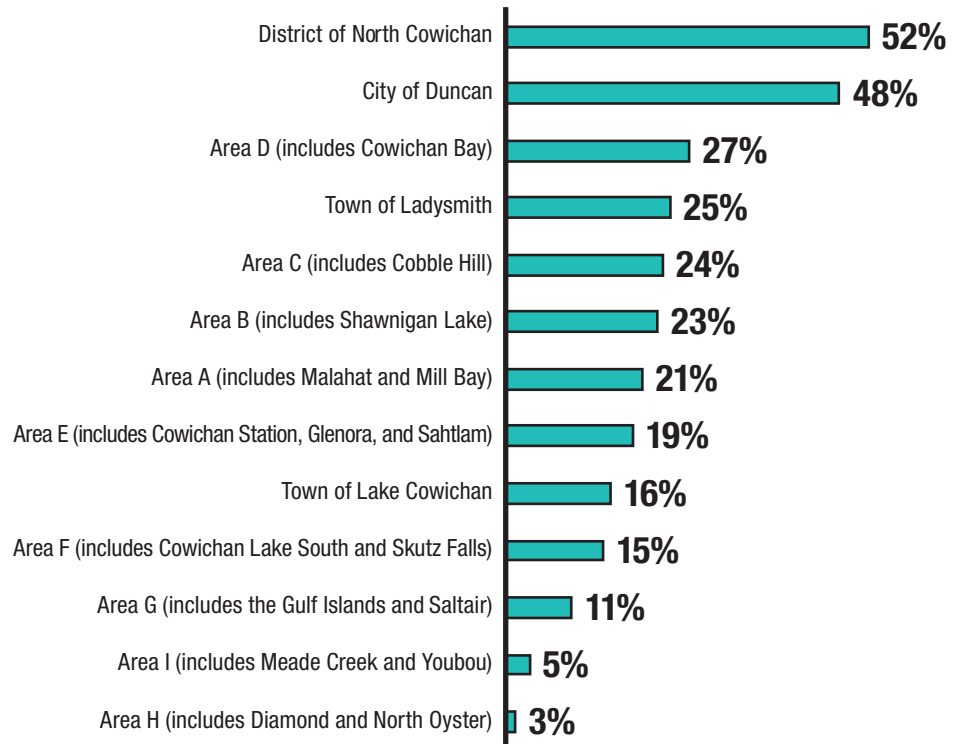 District of North Cowichan 52%
City of Duncan 48%
Area D (includes Cowichan Bay) 27%
Town of Ladysmith 25%
Area C (includes Cobble Hill) 24%
Area B (includes Shawnigan Lake) 23%
Area A (includes Malahat and Mill Bay) 21%
Area E (includes Cowichan Station, Glenora, and Sahtlam) 19%
Town of Lake Cowichan 16%
Area F (includes Cowichan Lake South and Skutz Falls) 15%
Area G (includes the Gulf Islands and Saltair) 11%
Area I (includes Meade Creek and Youbou) 5%
Area H (includes Diamond and North Oyster) 3%